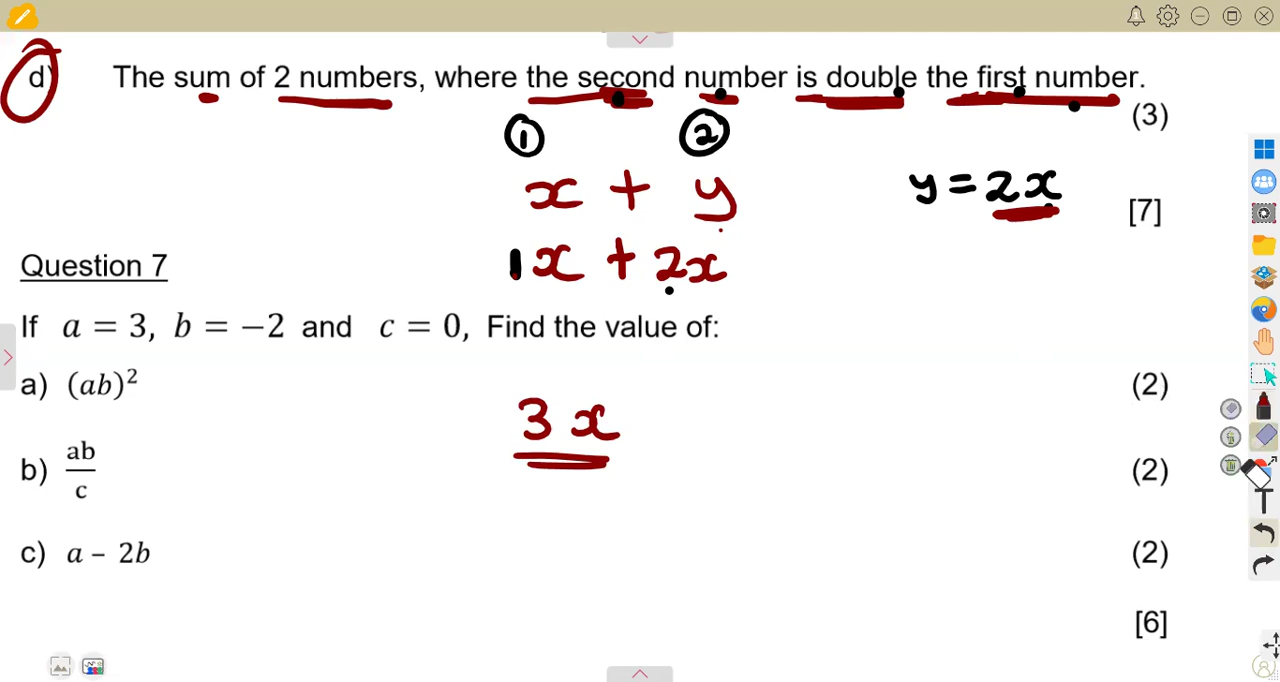 d) The sum of 2 numbers, where the second number is double the first number.
(3)
① ②
x + y
y = 2x
[7]
1x + 2x
Question 7
If a = 3, b = −2 and c = 0, Find the value of:
a) (ab)² (2)
3x
b) ab/c (2)
c) a – 2b (2)
[6]